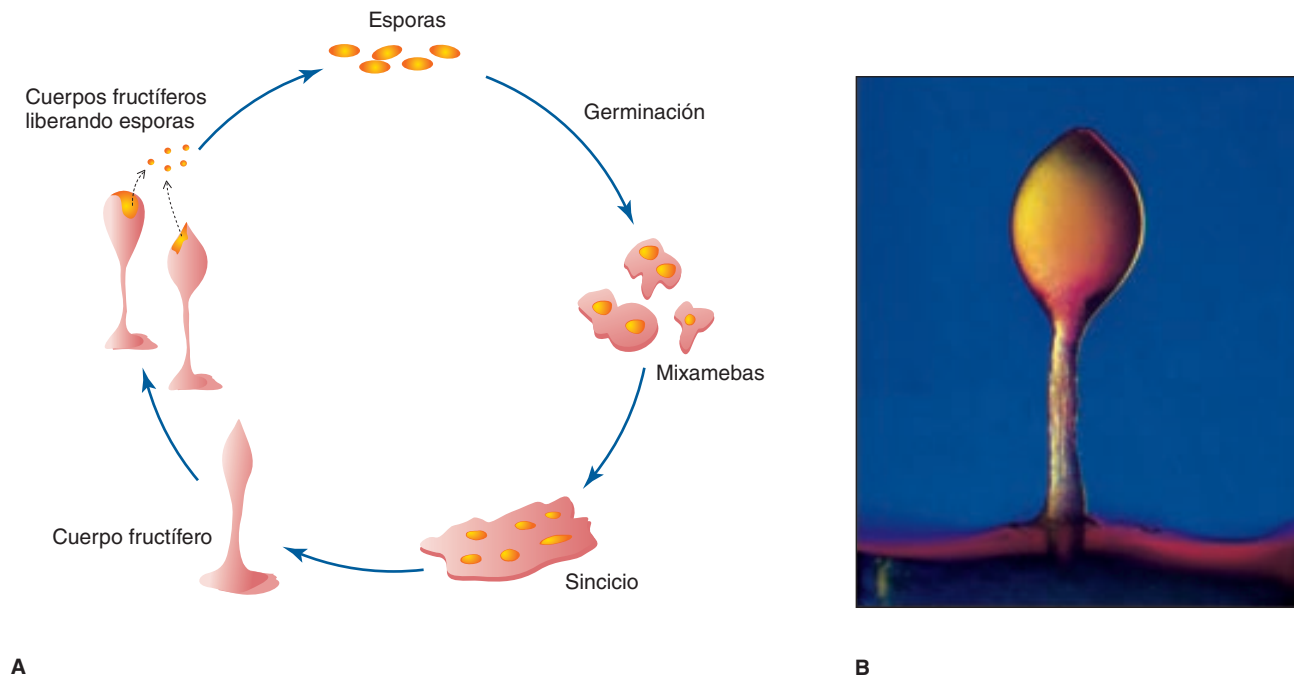 Esporas
Cuerpos fructíferos
liberando esporas
Germinación
Mixamebas
Cuerpo fructífero
Sincicio
A
B